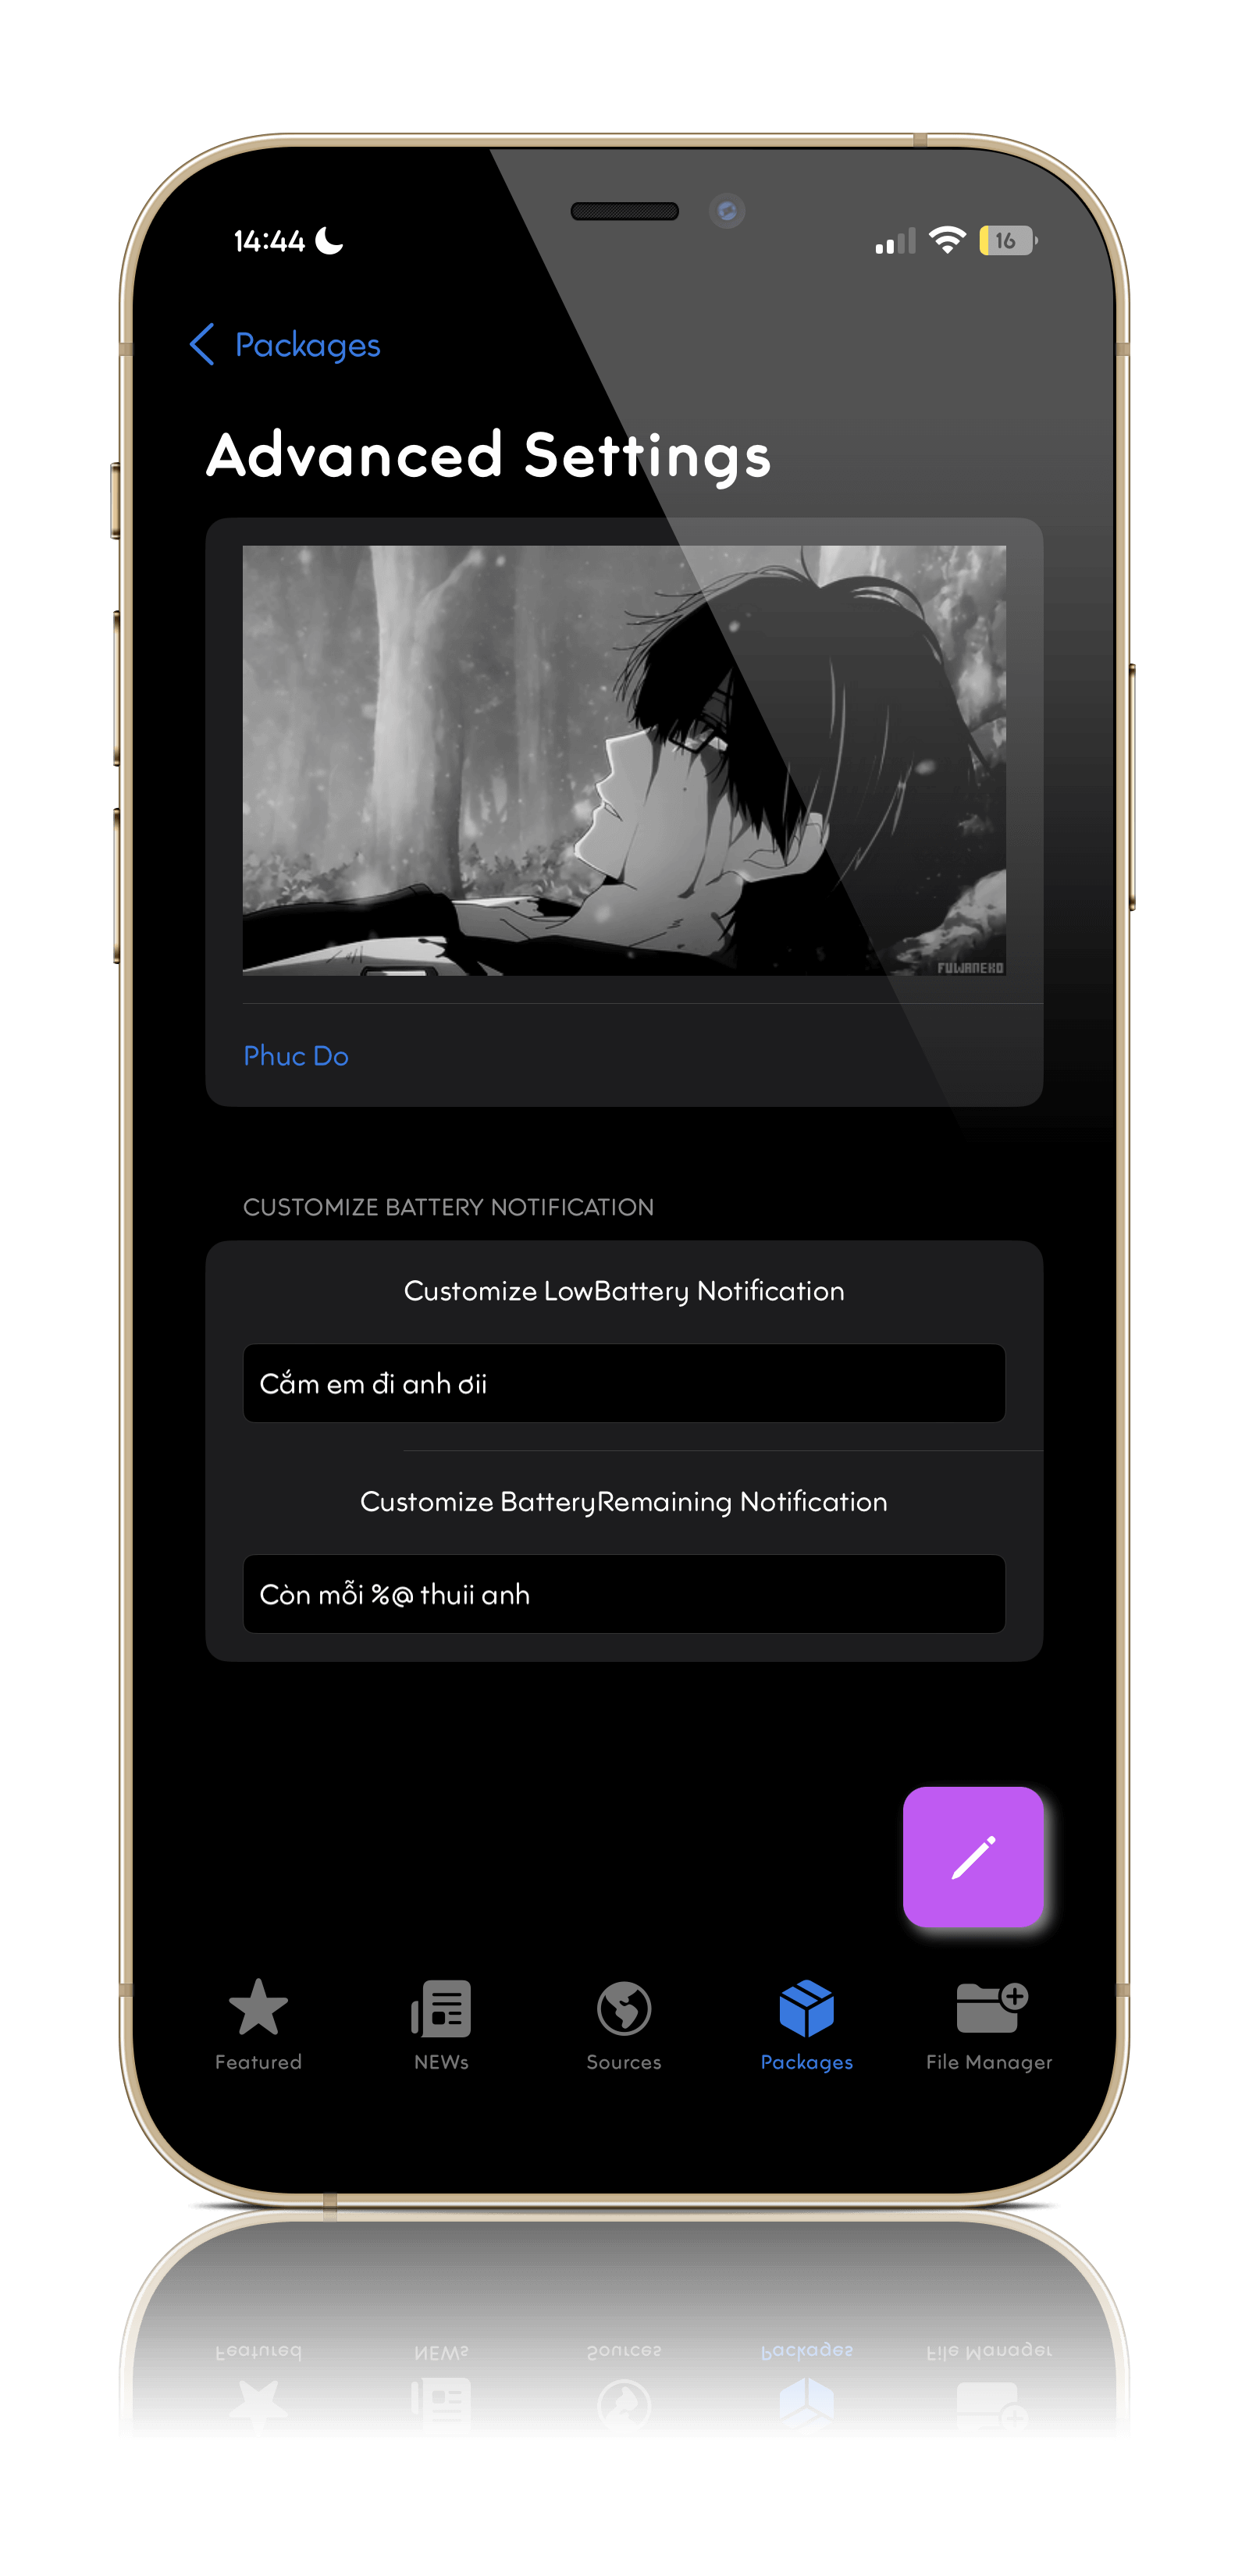 14:44
16
Packages
Advanced Settings
FUWANEKO
Phuc Do
CUSTOMIZE BATTERY NOTIFICATION
Customize LowBattery Notification
Cắm em đi anh ơii
Customize BatteryRemaining Notification
Còn mỗi %@ thuii anh
Featured
NEWs
Sources
Packages
File Manager